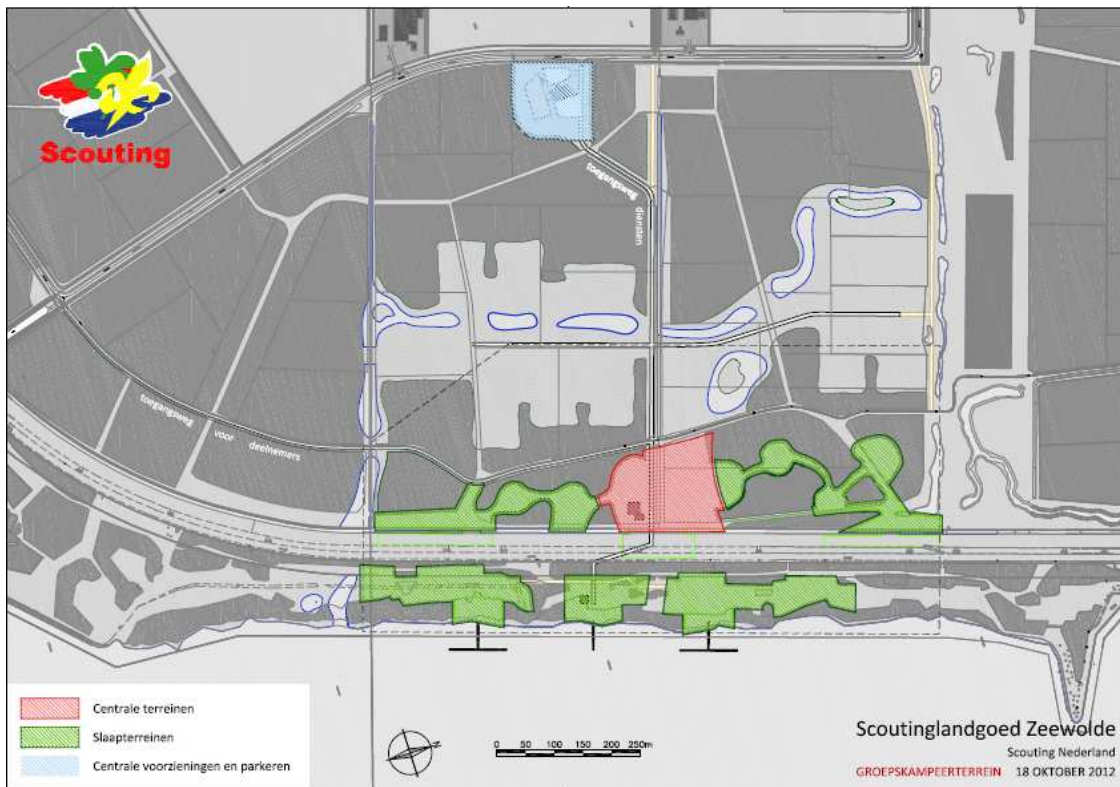 Scouting
toegangsweg
diensten
toegangsweg voor deelnemers
Centrale terreinen
Slaapterreinen
Centrale voorzieningen en parkeren
0 50 100 150 200 250m
Scoutinglandgoed Zeewolde
Scouting Nederland
GROEPSKAMPEERTERREIN 18 OKTOBER 2012